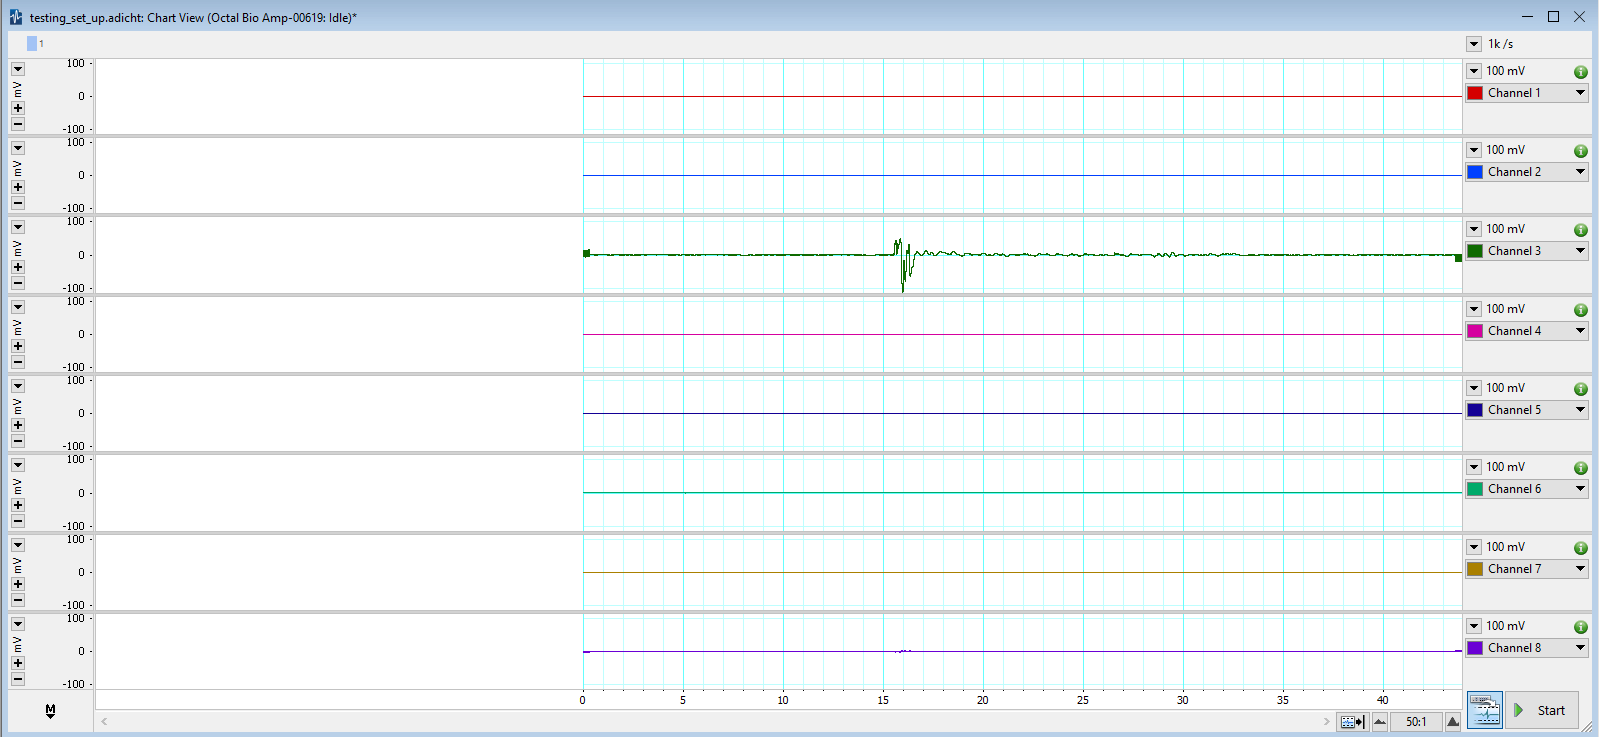 testing_set_up.adicht: Chart View (Octal Bio Amp-00619: Idle)*
1
1k /s
100
mV
0
-100
100 mV
Channel 1
100
mV
0
-100
100 mV
Channel 2
100
mV
0
-100
100 mV
Channel 3
100
mV
0
-100
100 mV
Channel 4
100
mV
0
-100
100 mV
Channel 5
100
mV
0
-100
100 mV
Channel 6
100
mV
0
-100
100 mV
Channel 7
100
mV
0
-100
100 mV
Channel 8
0 5 10 15 20 25 30 35 40
M
50:1
Start